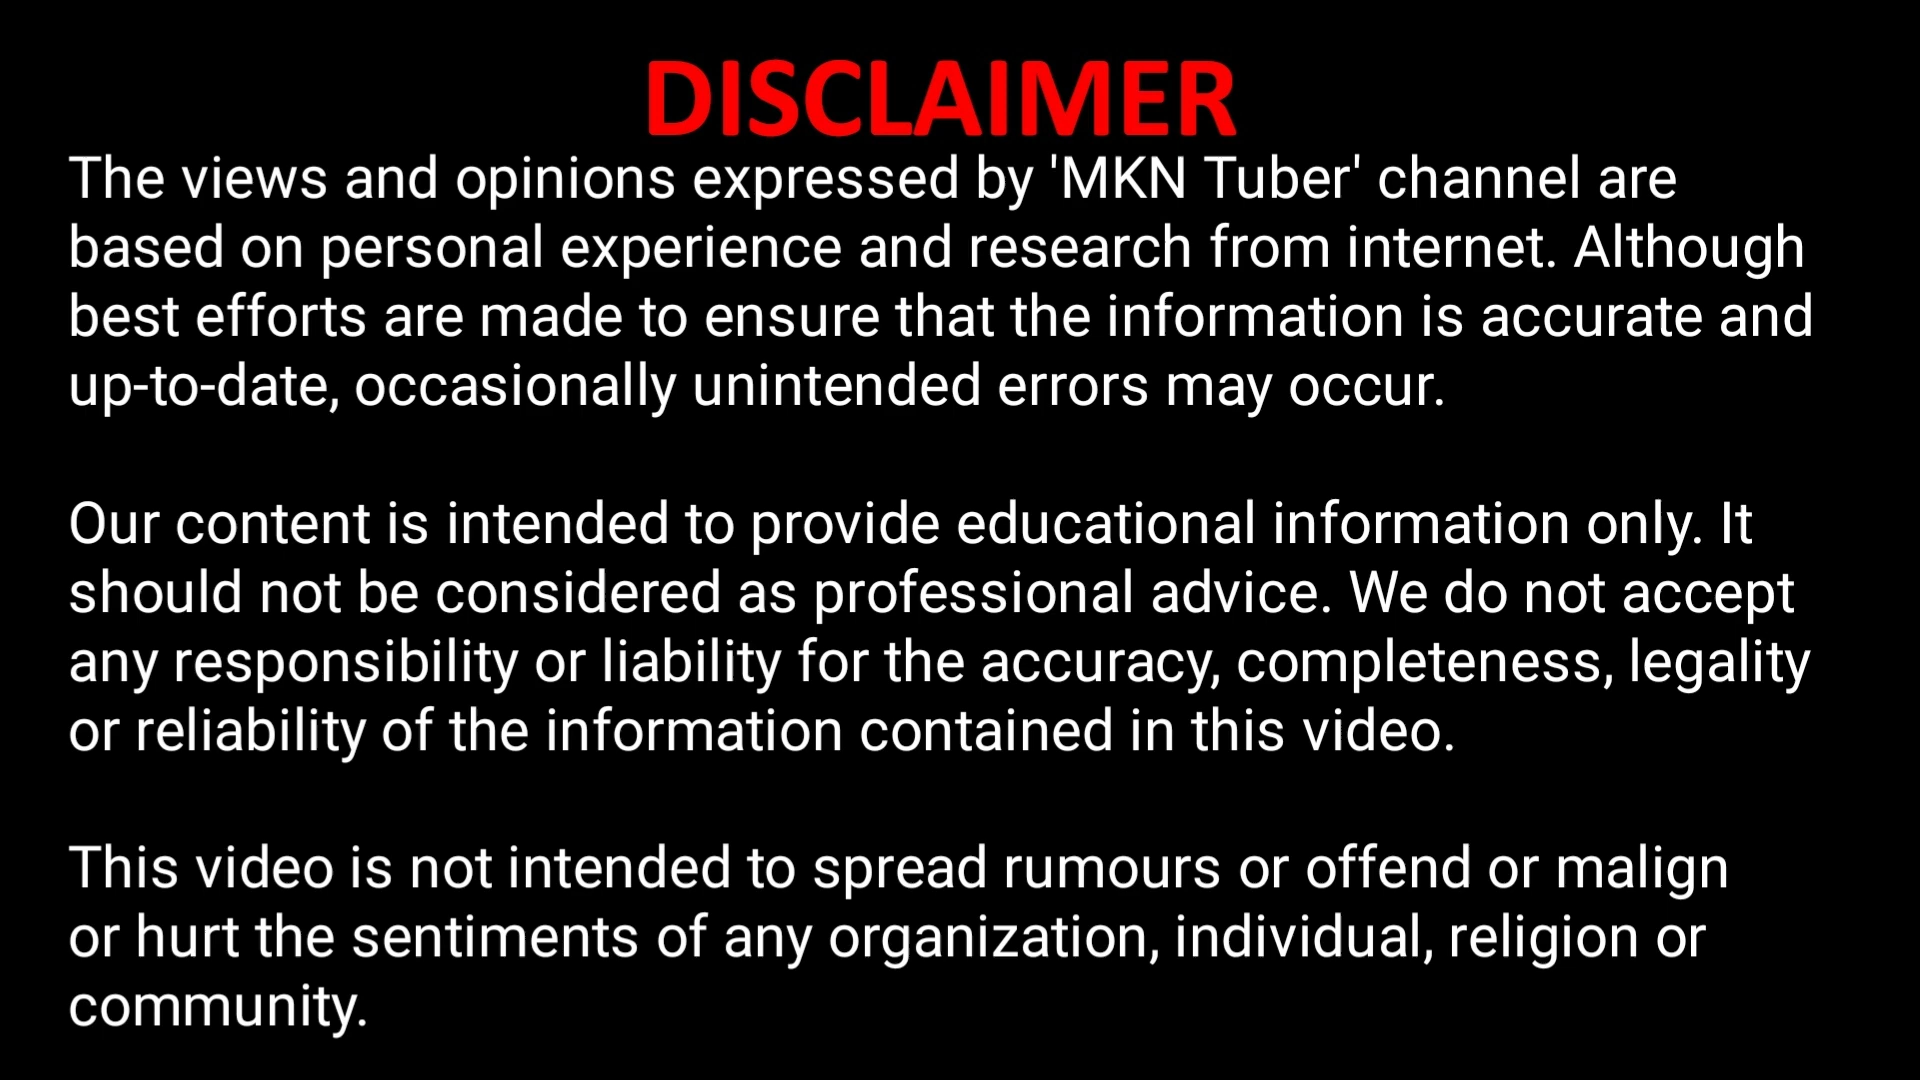 DISCLAIMER
The views and opinions expressed by 'MKN Tuber' channel are
based on personal experience and research from internet. Although
best efforts are made to ensure that the information is accurate and
up-to-date, occasionally unintended errors may occur.
Our content is intended to provide educational information only. It
should not be considered as professional advice. We do not accept
any responsibility or liability for the accuracy, completeness, legality
or reliability of the information contained in this video.
This video is not intended to spread rumours or offend or malign
or hurt the sentiments of any organization, individual, religion or
community.